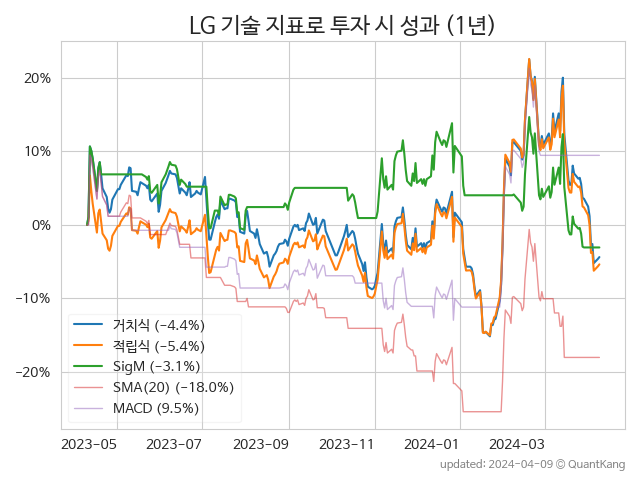 LG 기술 지표로 투자 시 성과 (1년)
20%
10%
0%
−10%
−20%
거치식 (−4.4%)
적립식 (−5.4%)
SigM (−3.1%)
SMA(20) (−18.0%)
MACD (9.5%)
2023-05 2023-07 2023-09 2023-11 2024-01 2024-03
updated: 2024-04-09 © QuantKang